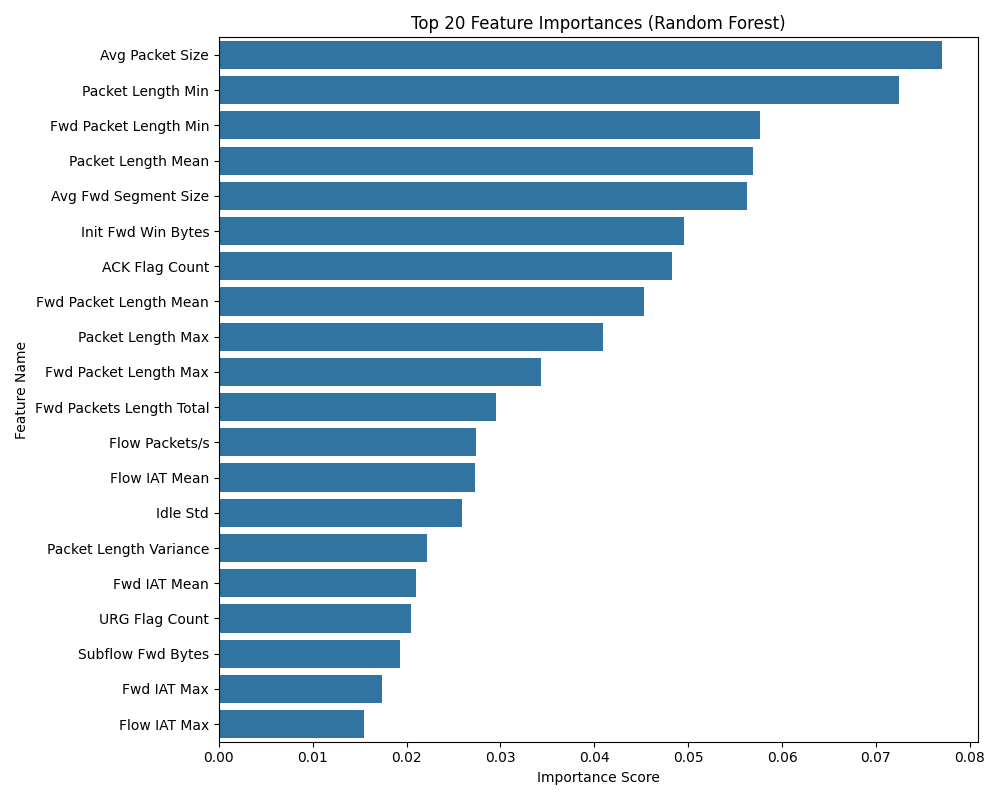 Top 20 Feature Importances (Random Forest)
Feature Name
Avg Packet Size
Packet Length Min
Fwd Packet Length Min
Packet Length Mean
Avg Fwd Segment Size
Init Fwd Win Bytes
ACK Flag Count
Fwd Packet Length Mean
Packet Length Max
Fwd Packet Length Max
Fwd Packets Length Total
Flow Packets/s
Flow IAT Mean
Idle Std
Packet Length Variance
Fwd IAT Mean
URG Flag Count
Subflow Fwd Bytes
Fwd IAT Max
Flow IAT Max
0.00 0.01 0.02 0.03 0.04 0.05 0.06 0.07 0.08
Importance Score